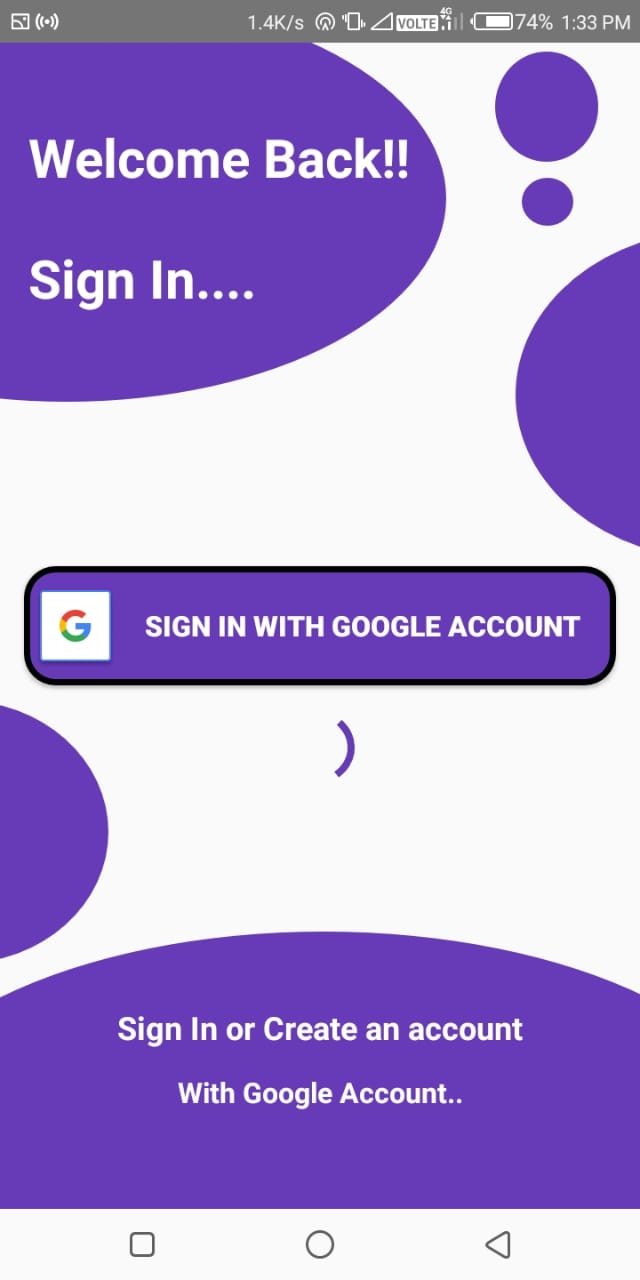 1.4K/s VOLTE 4G 74% 1:33 PM
Welcome Back!!
Sign In....
G SIGN IN WITH GOOGLE ACCOUNT
Sign In or Create an account
With Google Account..